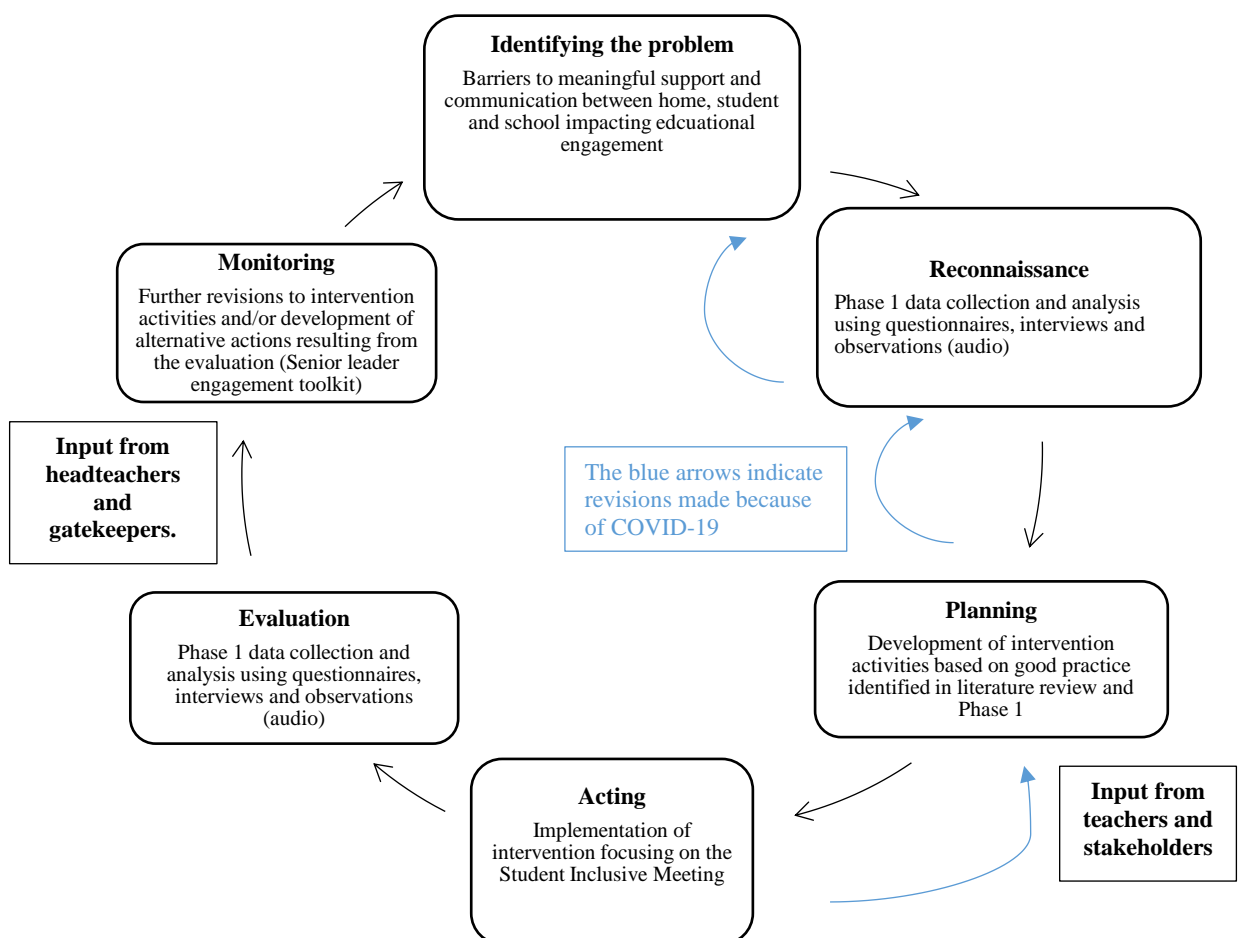 Identifying the problem
Barriers to meaningful support and
communication between home, student
and school impacting edcuational
engagement
Reconnaissance
Phase 1 data collection and analysis
using questionnaires, interviews and
observations (audio)
Monitoring
Further revisions to intervention
activities and/or development of
alternative actions resulting from
the evaluation (Senior leader
engagement toolkit)
Input from
headteachers
and
gatekeepers.
The blue arrows indicate
revisions made because
of COVID-19
Evaluation
Phase 1 data collection and
analysis using questionnaires,
interviews and observations
(audio)
Planning
Development of intervention
activities based on good practice
identified in literature review and
Phase 1
Acting
Implementation of
intervention focusing on the
Student Inclusive Meeting
Input from
teachers and
stakeholders